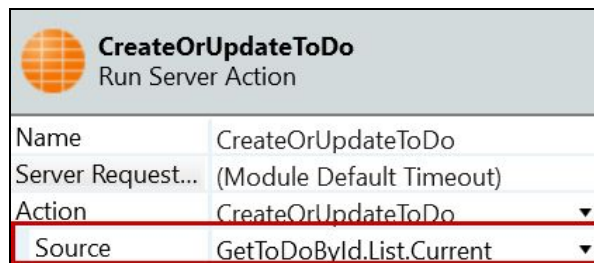 CreateOrUpdateToDo
Run Server Action
Name CreateOrUpdateToDo
Server Request... (Module Default Timeout)
Action CreateOrUpdateToDo
Source GetToDoById.List.Current